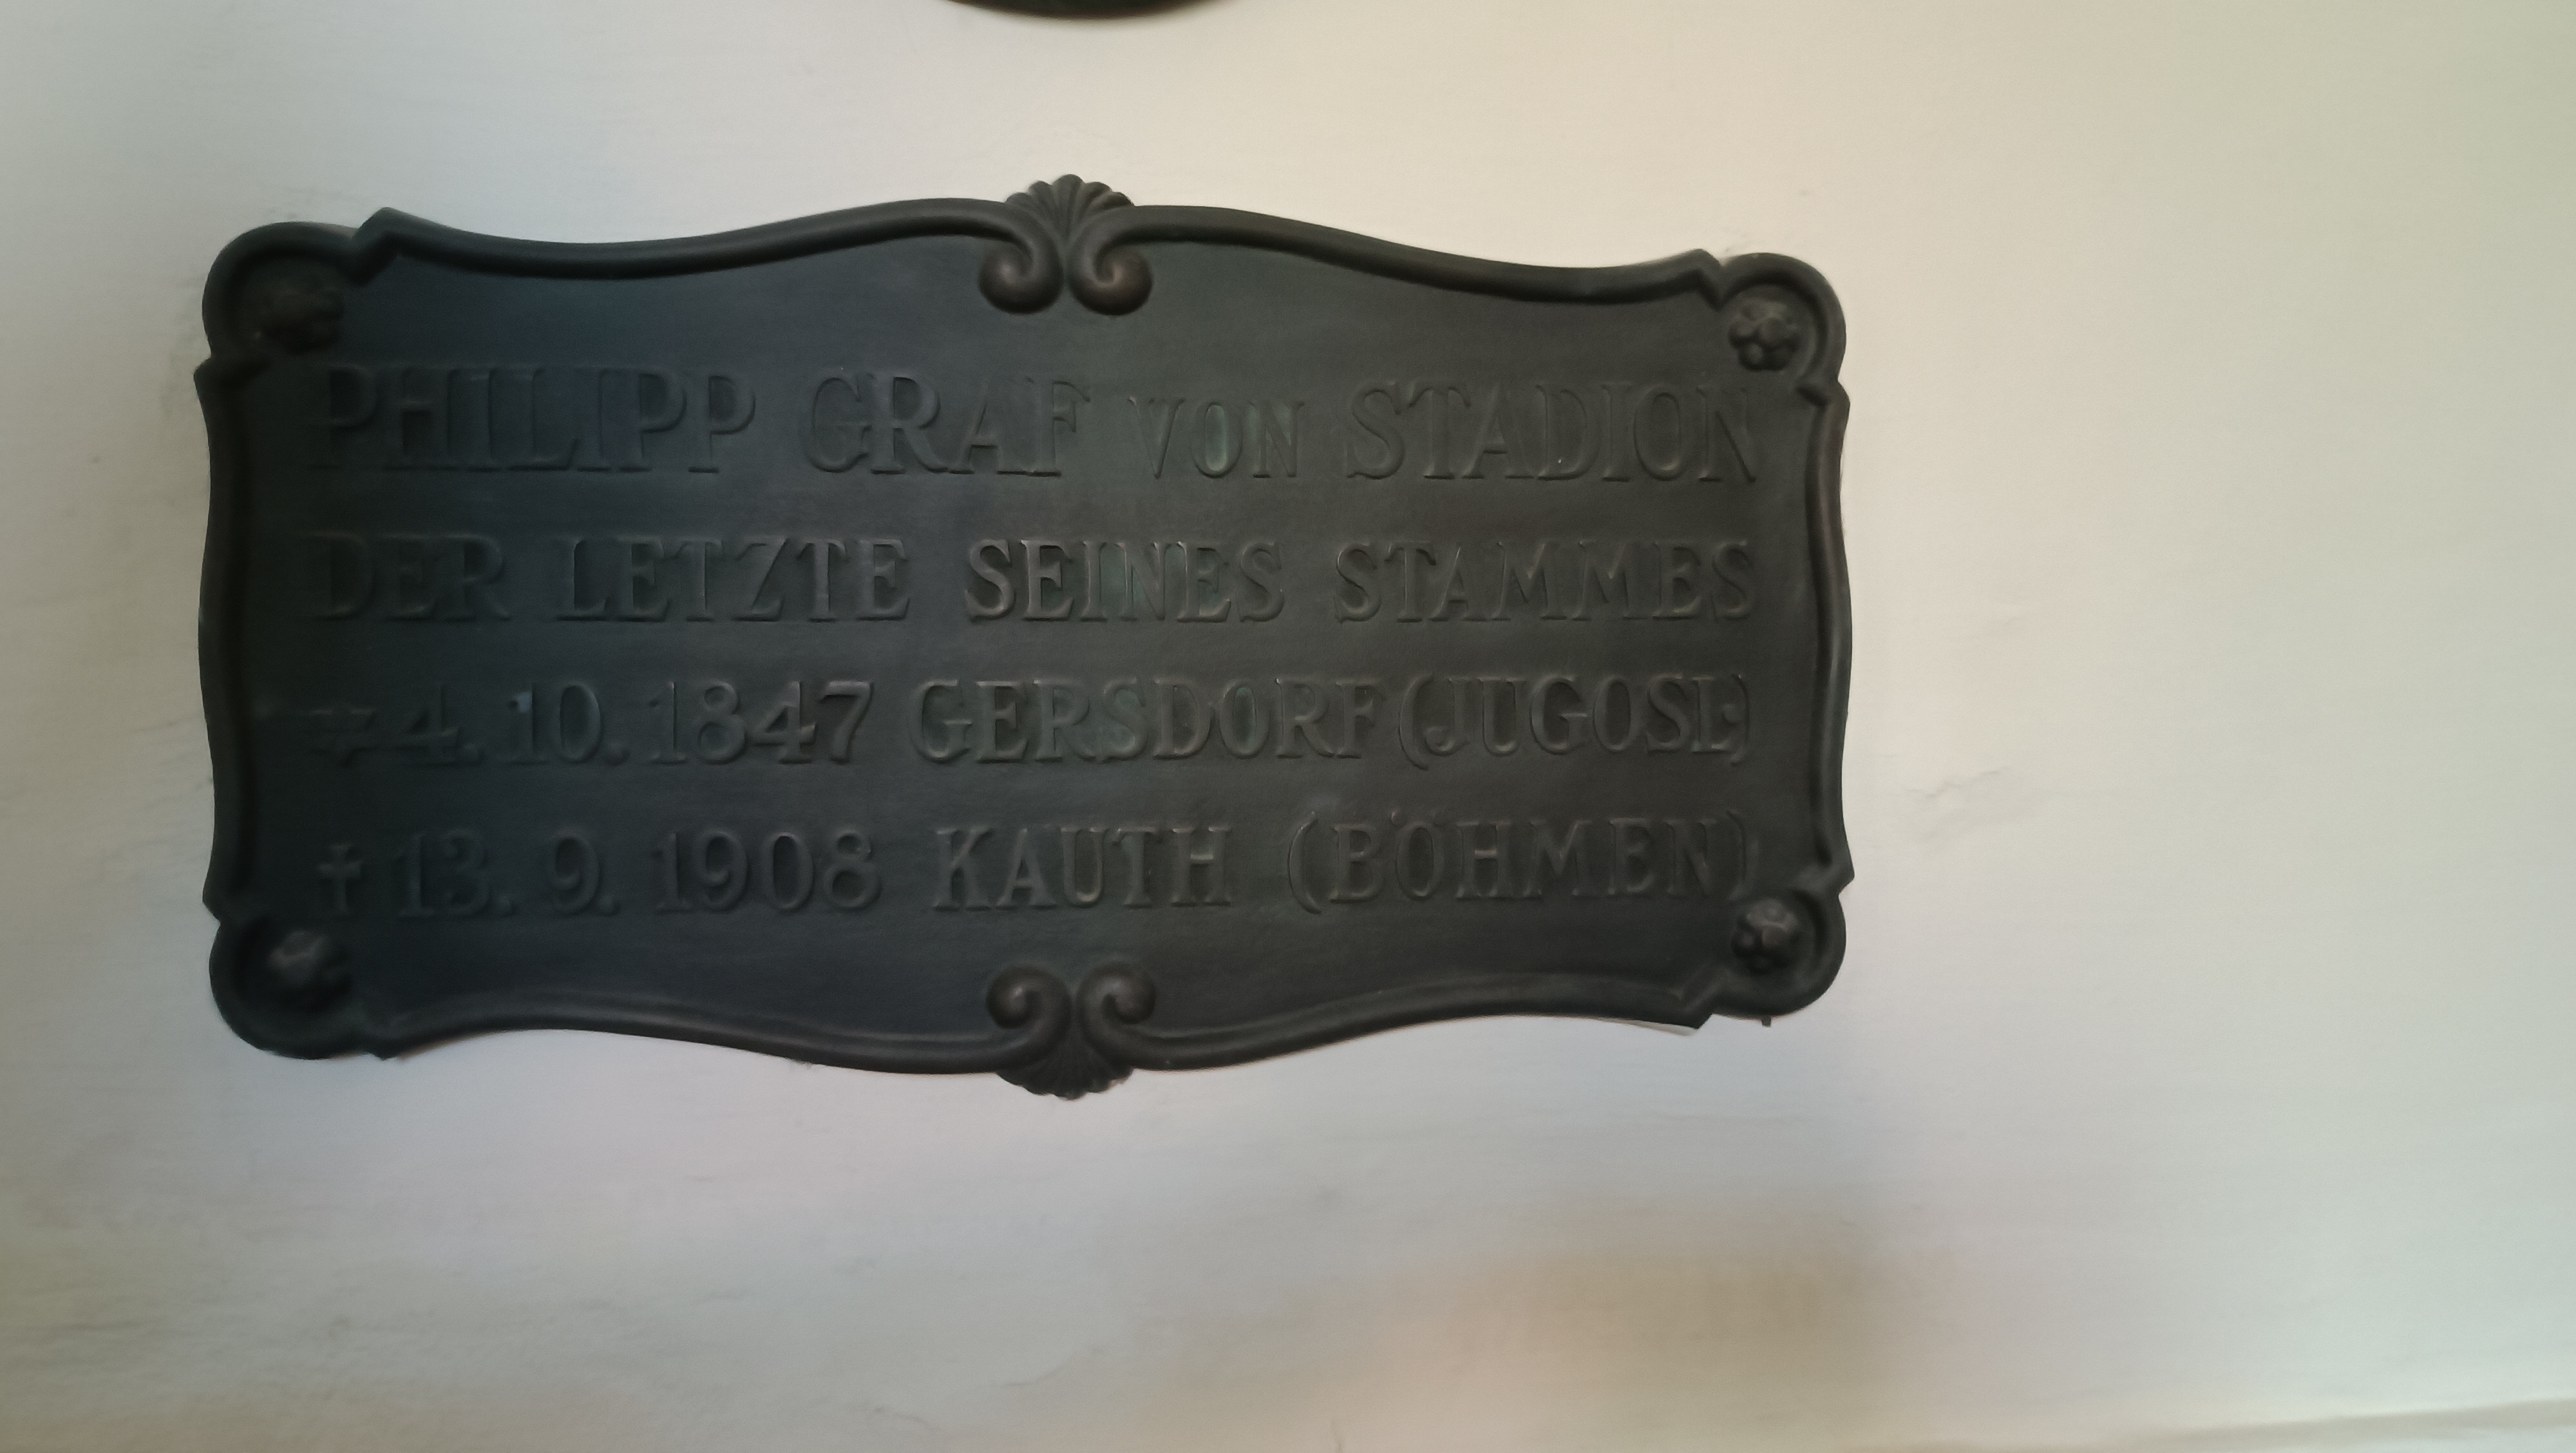 PHILIPP GRAF VON STADION
DER LETZTE SEINES STAMMES
* 4. 10. 1847 GERSDORF (JUGOSL.)
† 13. 9. 1908 KAUTH (BÖHMEN)